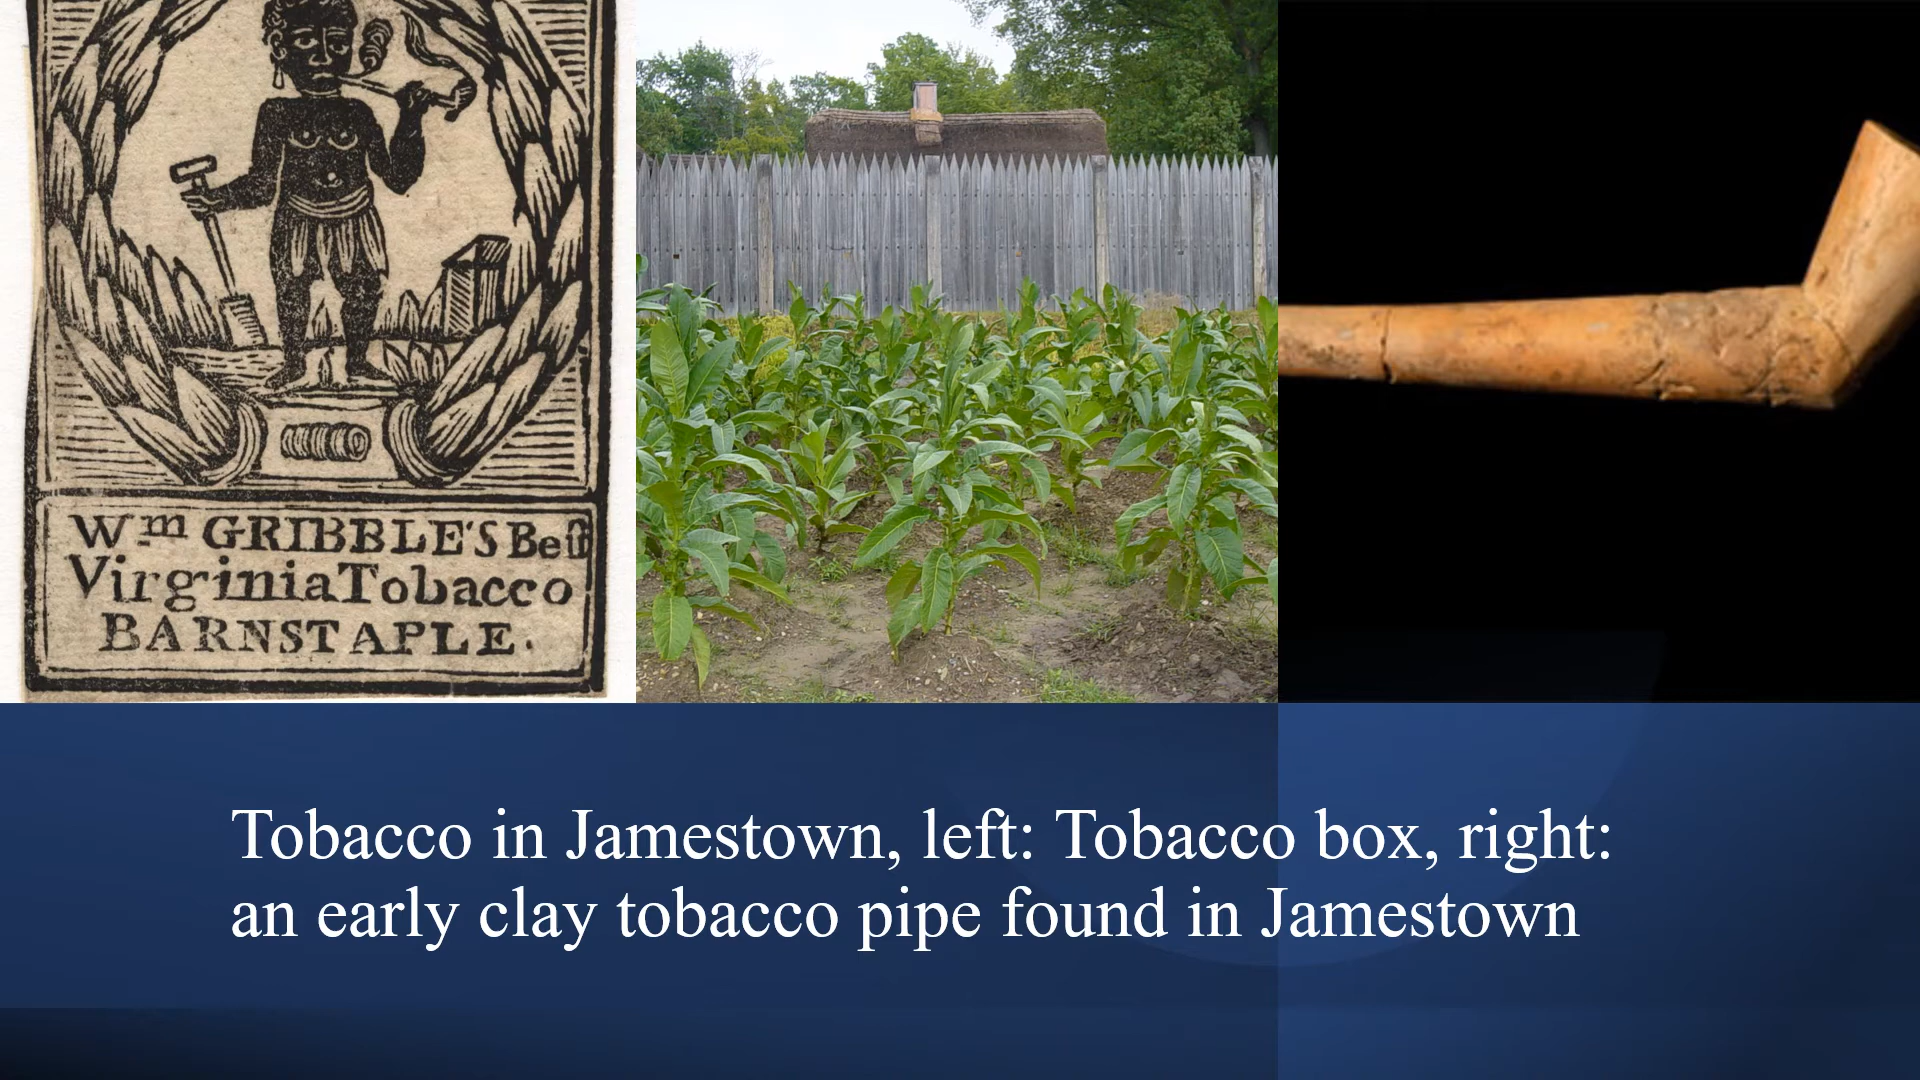 Wm GRIBBLE'S Best
Virginia Tobacco
BARNSTAPLE.
Tobacco in Jamestown, left: Tobacco box, right:
an early clay tobacco pipe found in Jamestown